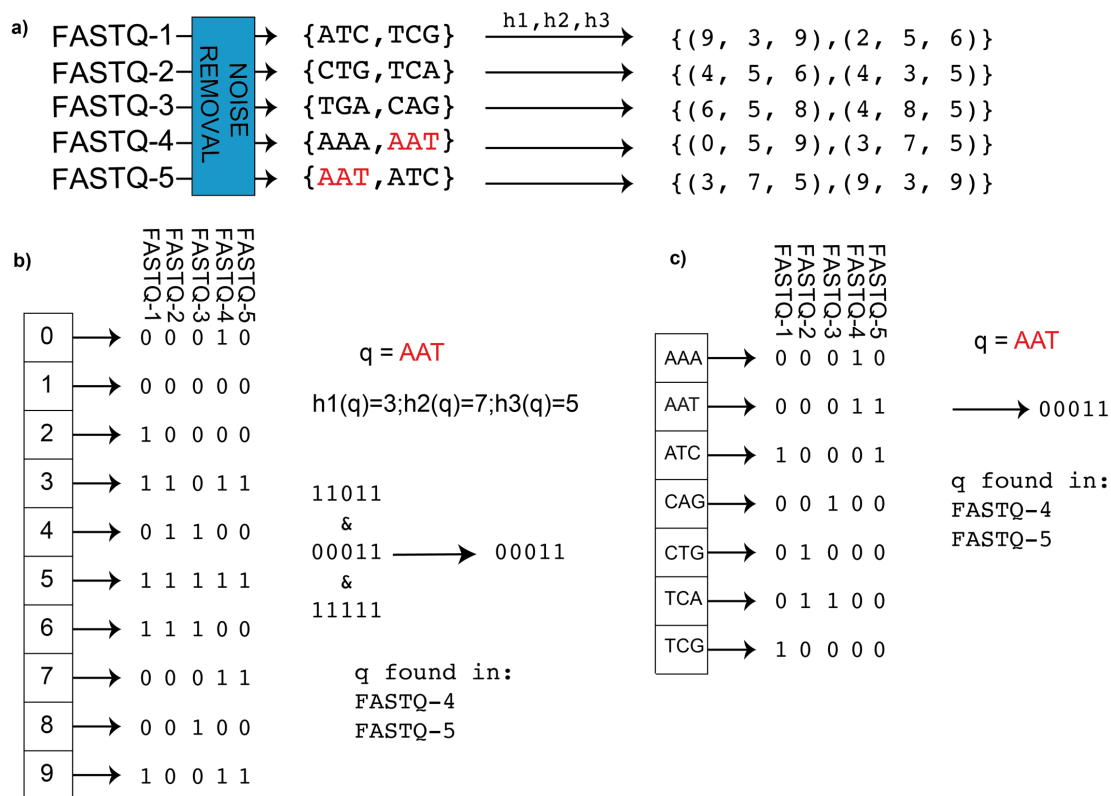 a)
FASTQ-1
FASTQ-2
FASTQ-3
FASTQ-4
FASTQ-5
NOISE
REMOVAL
{ATC,TCG}
{CTG,TCA}
{TGA,CAG}
{AAA,AAT}
{AAT,ATC}
h1,h2,h3
{(9, 3, 9),(2, 5, 6)}
{(4, 5, 6),(4, 3, 5)}
{(6, 5, 8),(4, 8, 5)}
{(0, 5, 9),(3, 7, 5)}
{(3, 7, 5),(9, 3, 9)}
b)
FASTQ-1
FASTQ-2
FASTQ-3
FASTQ-4
FASTQ-5
0 0 0 0 1 0
1 0 0 0 0 0
2 1 0 0 0 0
3 1 1 0 1 1
4 0 1 1 0 0
5 1 1 1 1 1
6 1 1 1 0 0
7 0 0 0 1 1
8 0 0 1 0 0
9 1 0 0 1 1
q = AAT
h1(q)=3;h2(q)=7;h3(q)=5
11011
&
00011 00011
&
11111
q found in:
FASTQ-4
FASTQ-5
c)
FASTQ-1
FASTQ-2
FASTQ-3
FASTQ-4
FASTQ-5
AAA 0 0 0 1 0
AAT 0 0 0 1 1
ATC 1 0 0 0 1
CAG 0 0 1 0 0
CTG 0 1 0 0 0
TCA 0 1 1 0 0
TCG 1 0 0 0 0
q = AAT
00011
q found in:
FASTQ-4
FASTQ-5